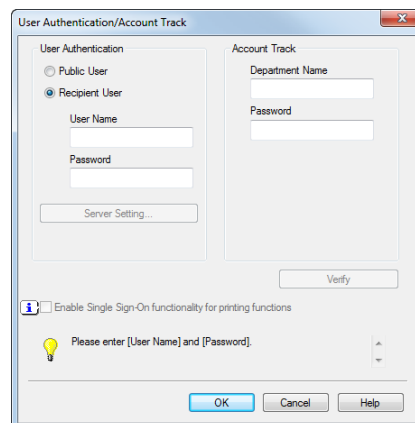 User Authentication/Account Track
User Authentication
Public User
Recipient User
User Name
Password
Server Setting...
Account Track
Department Name
Password
Verify
Enable Single Sign-On functionality for printing functions
Please enter [User Name] and [Password].
OK
Cancel
Help